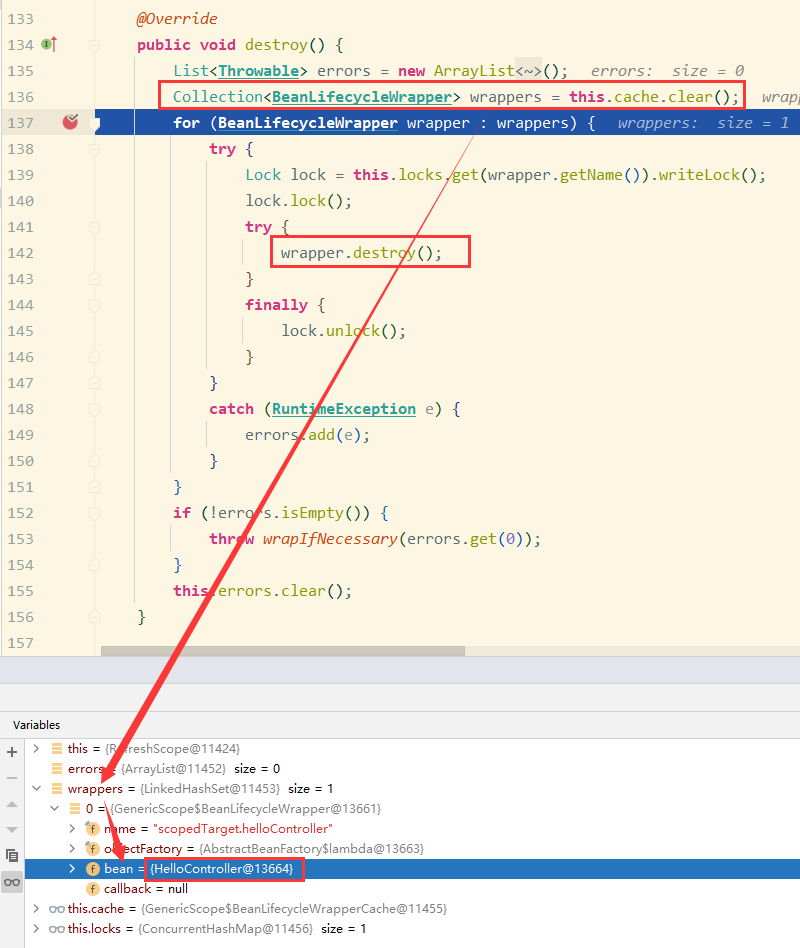 133 @Override
134 public void destroy() {
135 List<Throwable> errors = new ArrayList<~>(); errors: size = 0
136 Collection<BeanLifecycleWrapper> wrappers = this.cache.clear(); wrapp
137 for (BeanLifecycleWrapper wrapper : wrappers) { wrappers: size = 1
138 try {
139 Lock lock = this.locks.get(wrapper.getName()).writeLock();
140 lock.lock();
141 try {
142 wrapper.destroy();
143 }
144 finally {
145 lock.unlock();
146 }
147 }
148 catch (RuntimeException e) {
149 errors.add(e);
150 }
151 }
152 if (!errors.isEmpty()) {
153 throw wrapIfNecessary(errors.get(0));
154 }
155 this.errors.clear();
156 }
157
Variables
this = {RefreshScope@11424}
errors = {ArrayList@11452} size = 0
wrappers = {LinkedHashSet@11453} size = 1
0 = {GenericScope$BeanLifecycleWrapper@13661}
f name = "scopedTarget.helloController"
f objectFactory = {AbstractBeanFactory$lambda@13663}
f bean = {HelloController@13664}
f callback = null
this.cache = {GenericScope$BeanLifecycleWrapperCache@11455}
this.locks = {ConcurrentHashMap@11456} size = 1